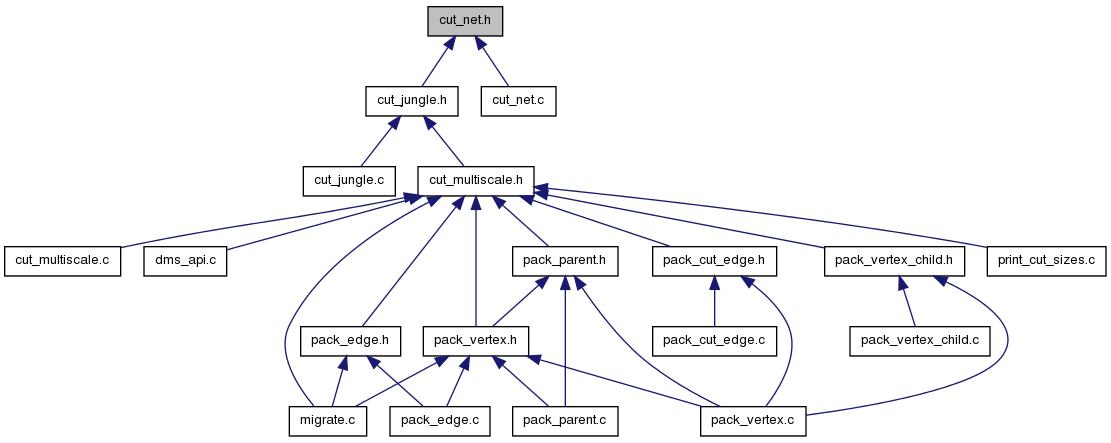 cut_net.h
cut_jungle.h
cut_net.c
cut_jungle.c
cut_multiscale.h
cut_multiscale.c
dms_api.c
pack_parent.h
pack_cut_edge.h
pack_vertex_child.h
print_cut_sizes.c
pack_edge.h
pack_vertex.h
pack_cut_edge.c
pack_vertex_child.c
migrate.c
pack_edge.c
pack_parent.c
pack_vertex.c